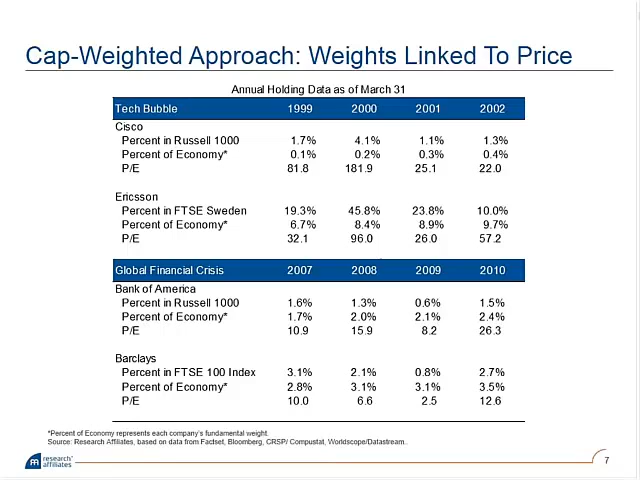 Cap-Weighted Approach: Weights Linked To Price
Annual Holding Data as of March 31
Tech Bubble 1999 2000 2001 2002
Cisco
Percent in Russell 1000 1.7% 4.1% 1.1% 1.3%
Percent of Economy* 0.1% 0.2% 0.3% 0.4%
P/E 81.8 181.9 25.1 22.0
Ericsson
Percent in FTSE Sweden 19.3% 45.8% 23.8% 10.0%
Percent of Economy* 6.7% 8.4% 8.9% 9.7%
P/E 32.1 96.0 26.0 57.2
Global Financial Crisis 2007 2008 2009 2010
Bank of America
Percent in Russell 1000 1.6% 1.3% 0.6% 1.5%
Percent of Economy* 1.7% 2.0% 2.1% 2.4%
P/E 10.9 15.9 8.2 26.3
Barclays
Percent in FTSE 100 Index 3.1% 2.1% 0.8% 2.7%
Percent of Economy* 2.8% 3.1% 3.1% 3.5%
P/E 10.0 6.6 2.5 12.6
*Percent of Economy represents each company's fundamental weight.
Source: Research Affiliates, based on data from Factset, Bloomberg, CRSP/ Compustat, Worldscope/Datastream..
research
affiliates
7